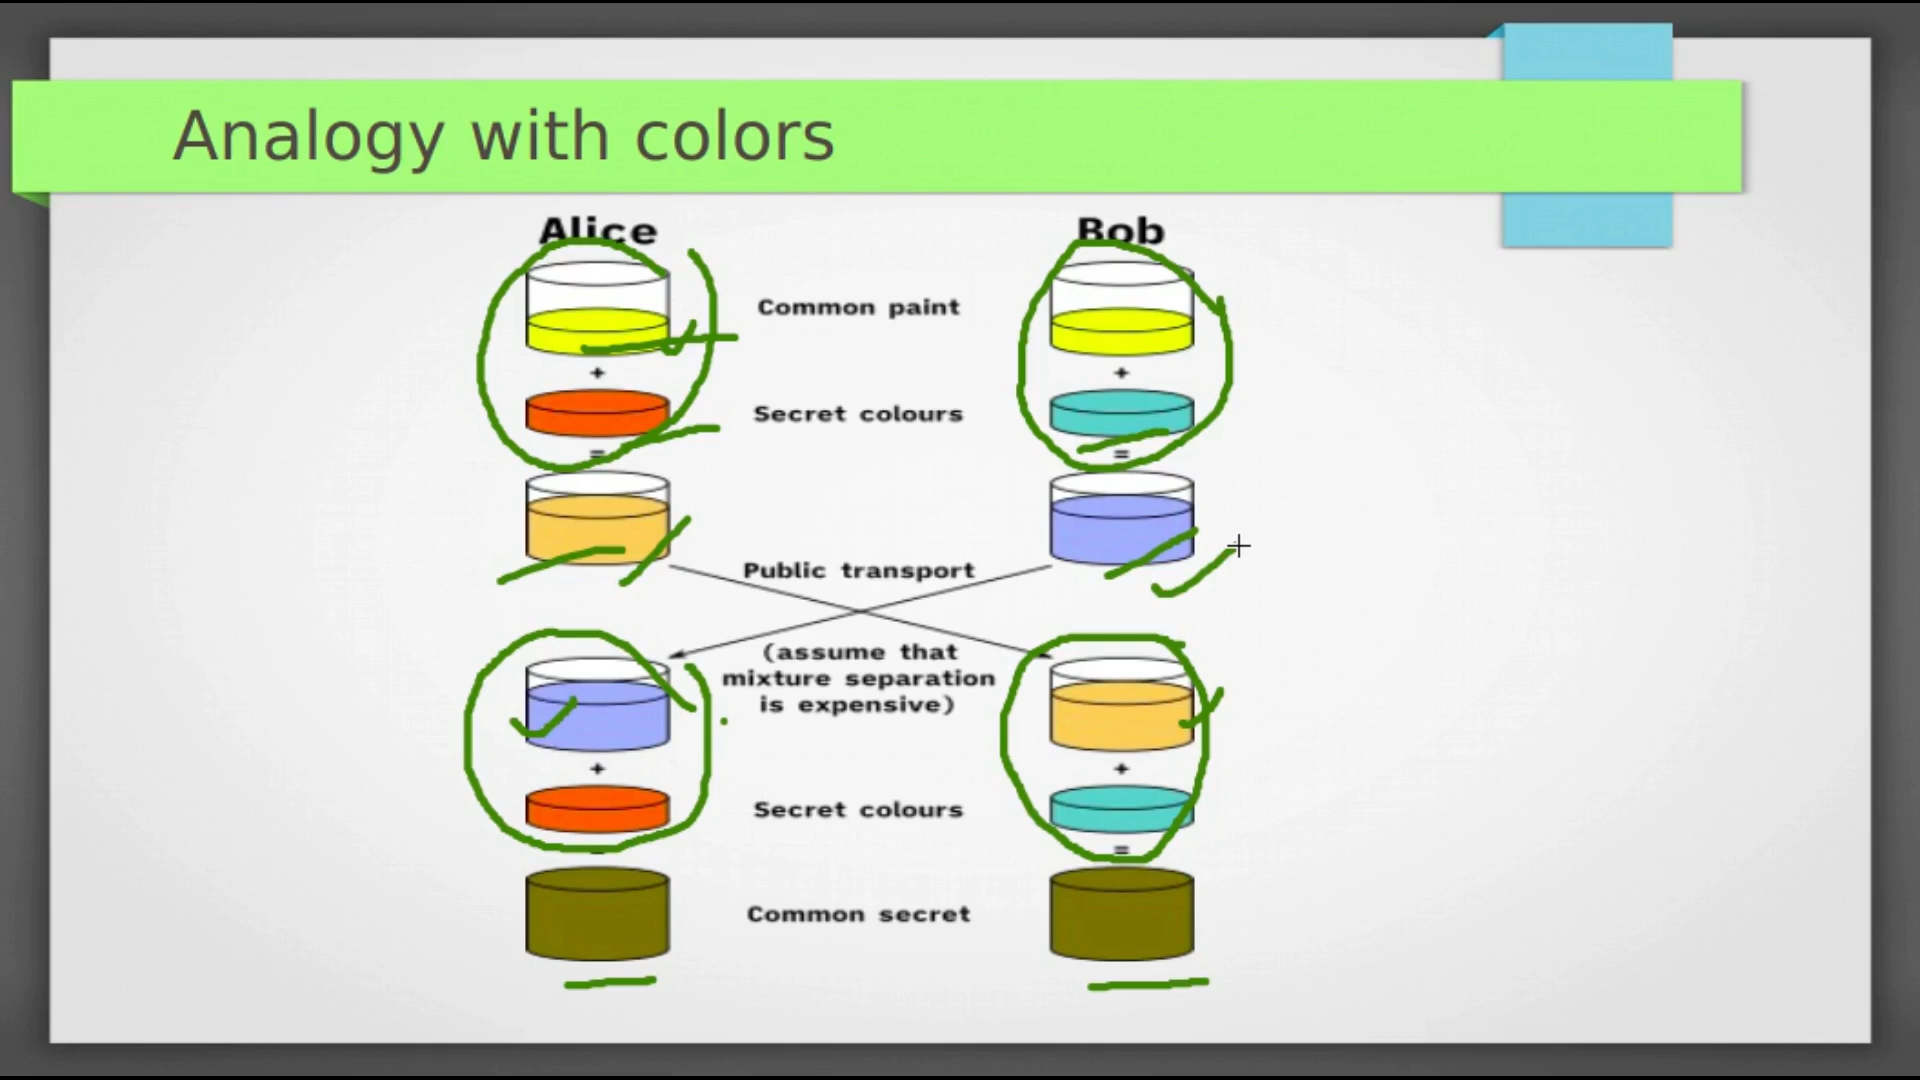 Analogy with colors
Alice
Bob
Common paint
+
+
Secret colours
=
=
Public transport
(assume that
mixture separation
is expensive)
+
+
Secret colours
=
Common secret